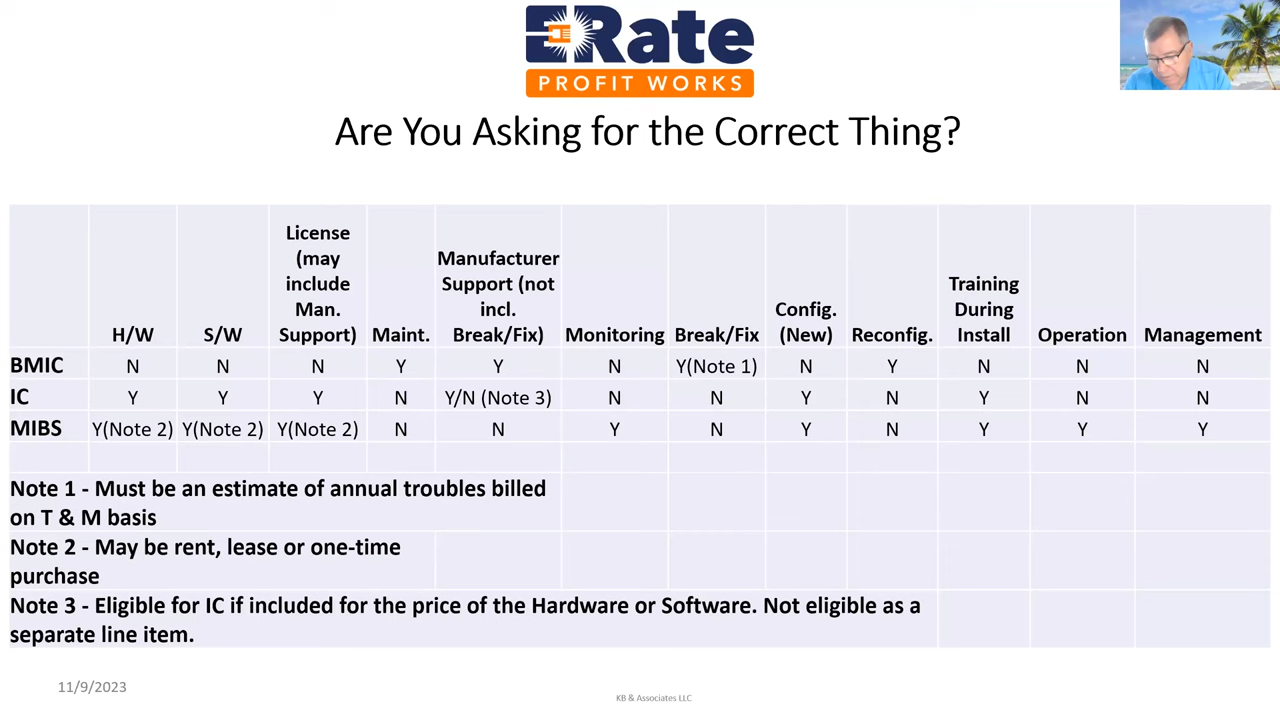 ERate
PROFIT WORKS
Are You Asking for the Correct Thing?
H/W S/W License (may include Man. Support) Maint. Manufacturer Support (not incl. Break/Fix) Monitoring Break/Fix Config. (New) Reconfig. Training During Install Operation Management
BMIC N N N Y Y N Y(Note 1) N Y N N N
IC Y Y Y N Y/N (Note 3) N N Y N Y N N
MIBS Y(Note 2) Y(Note 2) Y(Note 2) N N Y N Y N Y Y Y
Note 1 - Must be an estimate of annual troubles billed
on T & M basis
Note 2 - May be rent, lease or one-time
purchase
Note 3 - Eligible for IC if included for the price of the Hardware or Software. Not eligible as a
separate line item.
11/9/2023
KB & Associates LLC